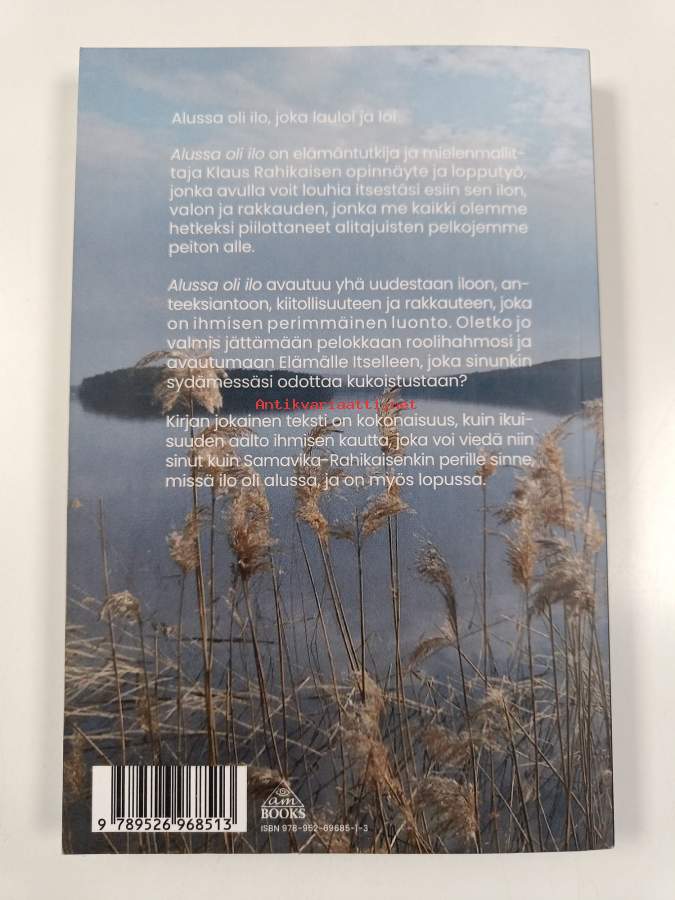 Alussa oli ilo, joka lauloi ja loi.
Alussa oli ilo on elämäntutkija ja mielenmallit-
taja Klaus Rahikaisen opinnäyte ja lopputyö,
jonka avulla voit louhia itsestäsi esiin sen ilon,
valon ja rakkauden, jonka me kaikki olemme
hetkeksi piilottaneet alitajuisten pelkojemme
peiton alle.
Alussa oli ilo avautuu yhä uudestaan iloon, an-
teeksiantoon, kiitollisuuteen ja rakkauteen, joka
on ihmisen perimmäinen luonto. Oletko jo
valmis jättämään pelokkaan roolihahmosi ja
avautumaan Elämälle Itselleen, joka sinunkin
sydämessäsi odottaa kukoistustaan?
Antikvariaatti.net
Kirjan jokainen teksti on kokonaisuus, kuin ikui-
suuden aalto ihmisen kautta, joka voi viedä niin
sinut kuin Samavika-Rahikaisenkin perille sinne,
missä ilo oli alussa, ja on myös lopussa.
9 789526 968513
am
BOOKS
ISBN 978-952-69685-1-3